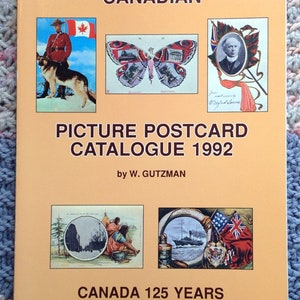 CANADIAN
PICTURE POSTCARD
CATALOGUE 1992
by W. GUTZMAN
CANADA 125 YEARS